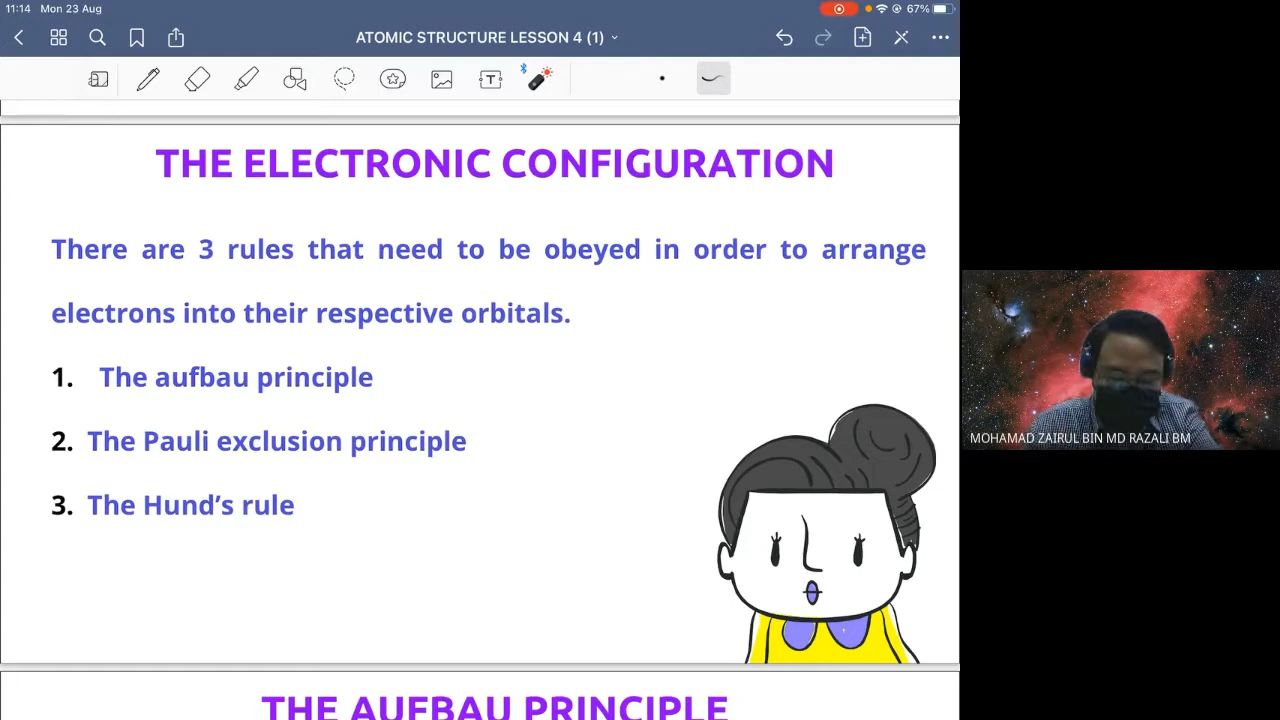 11:14 Mon 23 Aug
67%
ATOMIC STRUCTURE LESSON 4 (1)
T
THE ELECTRONIC CONFIGURATION
There are 3 rules that need to be obeyed in order to arrange
electrons into their respective orbitals.
1. The aufbau principle
2. The Pauli exclusion principle
3. The Hund’s rule
MOHAMAD ZAIRUL BIN MD RAZALI BM
THE AUFBAU PRINCIPLE